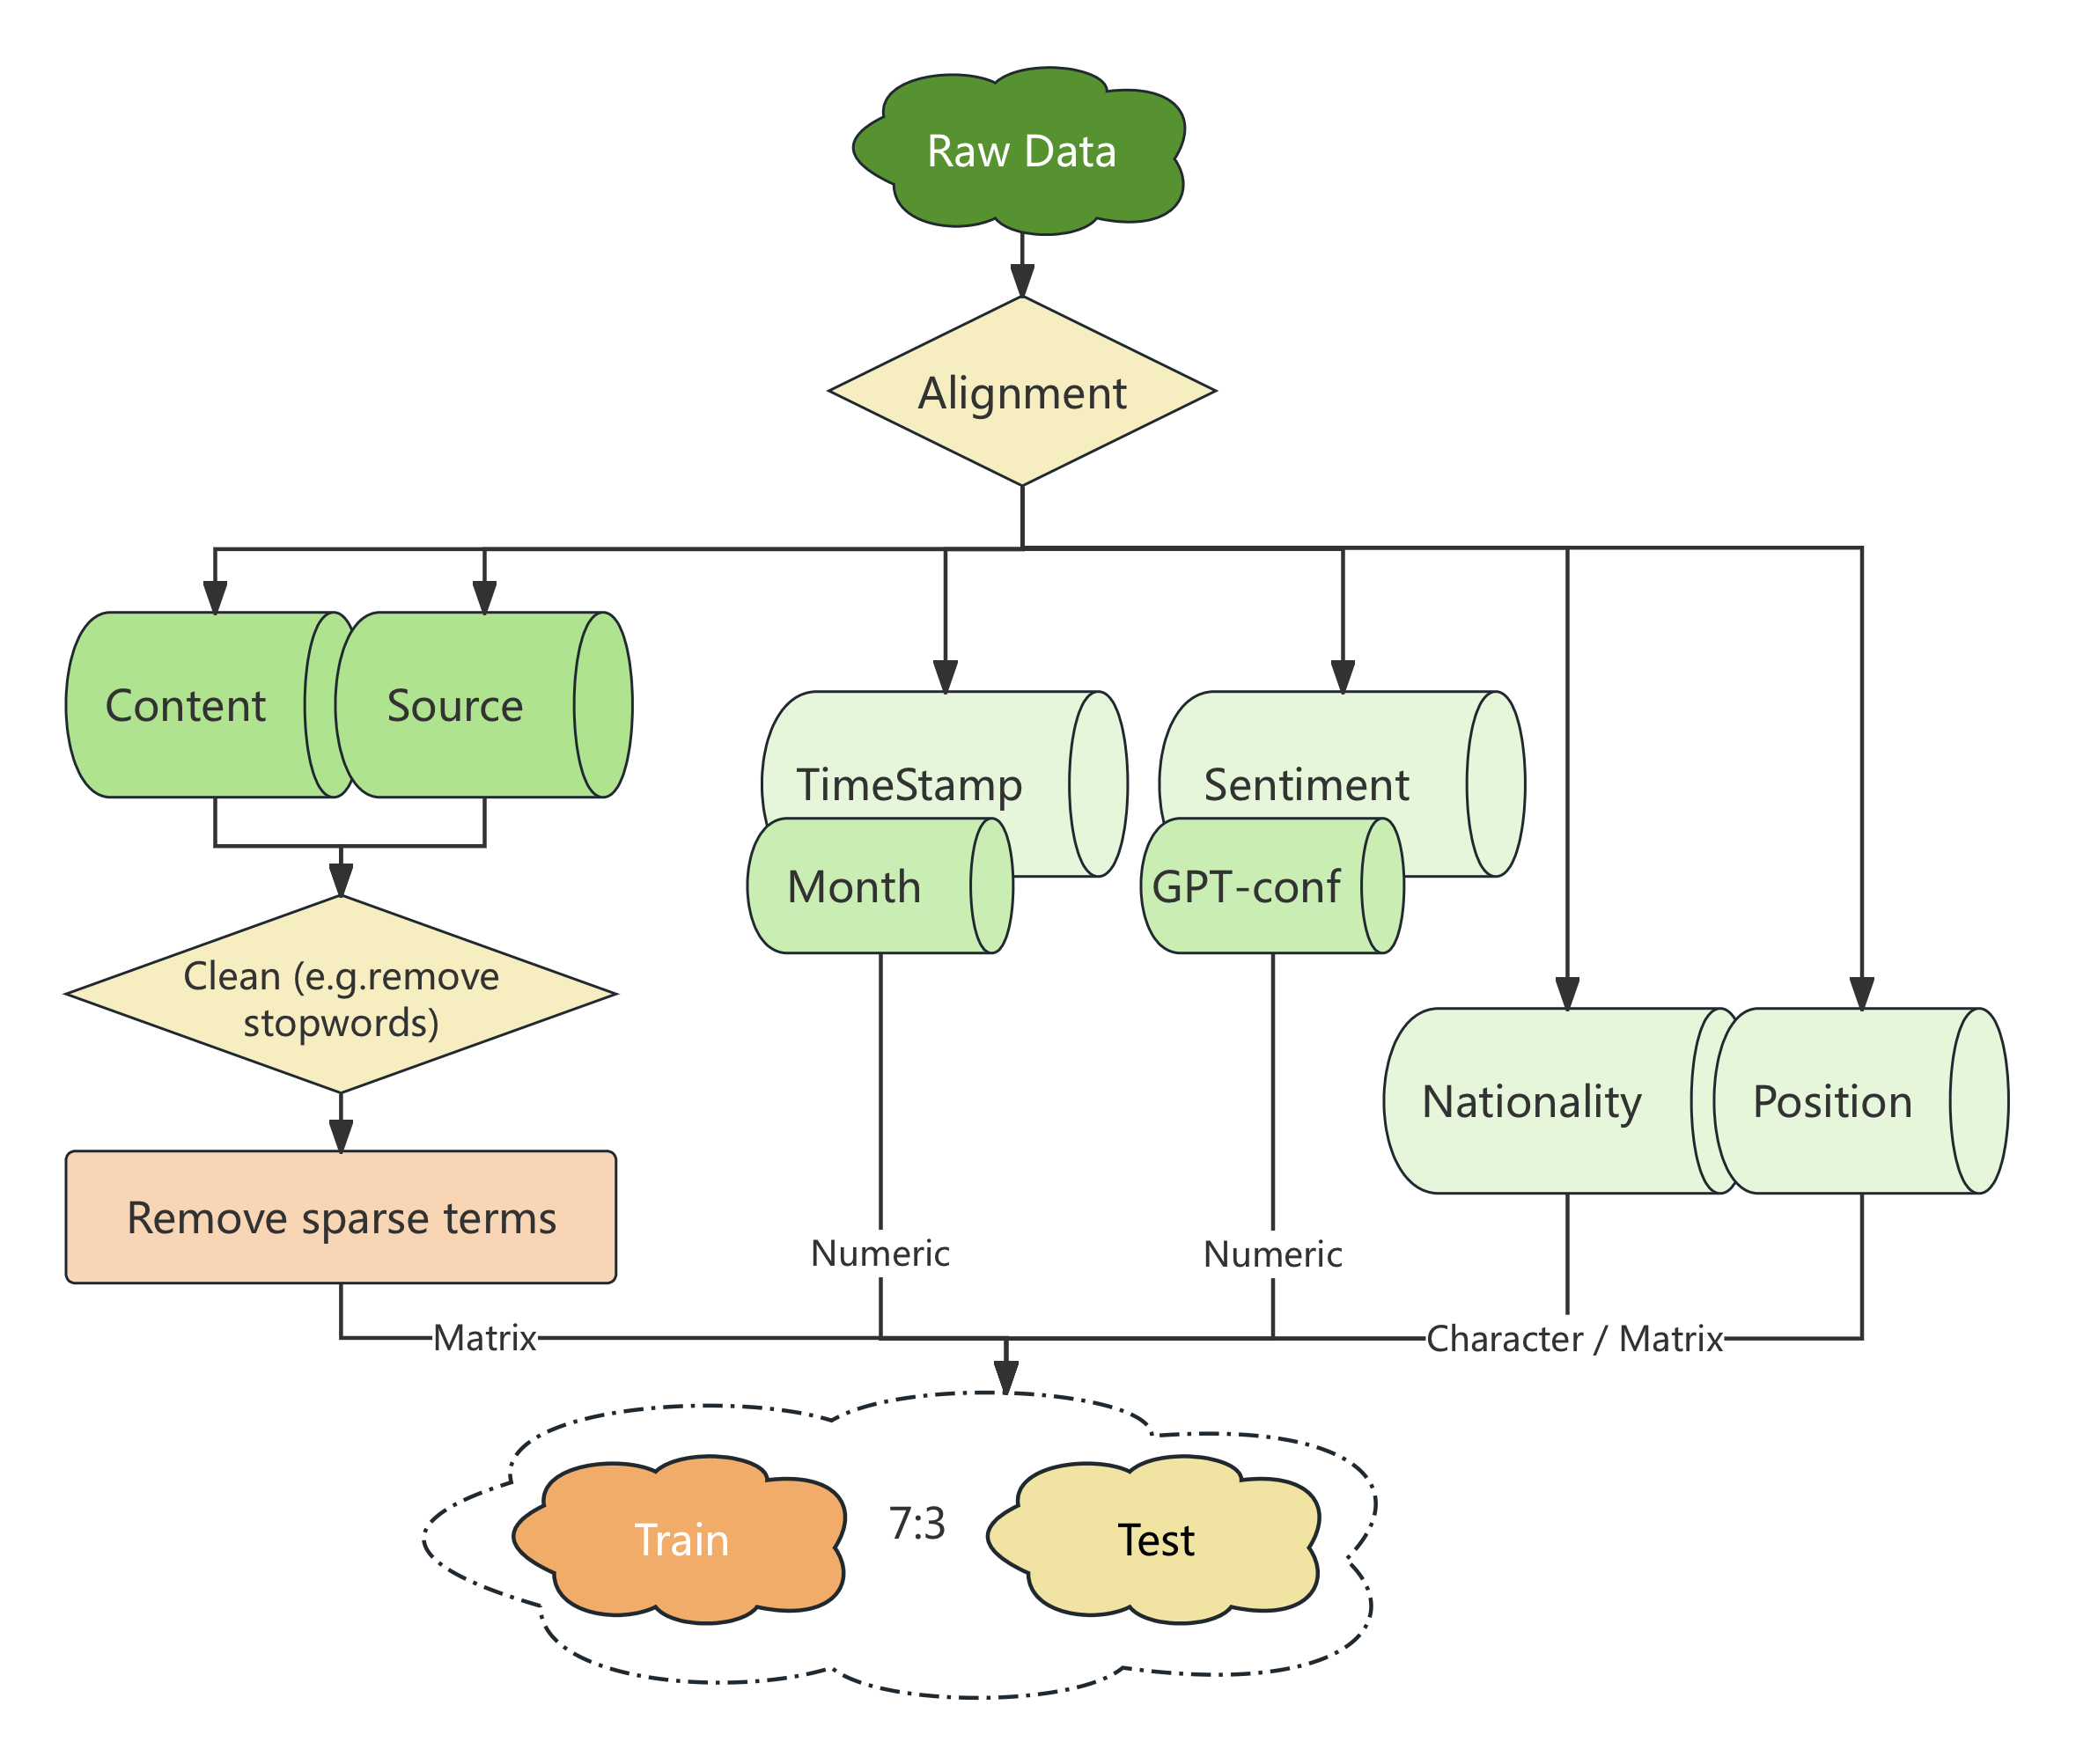 Raw Data
Alignment
Content
Source
TimeStamp
Sentiment
Month
GPT-conf
Clean (e.g.remove
stopwords)
Nationality
Position
Remove sparse terms
Numeric
Numeric
Matrix
Character / Matrix
Train
7:3
Test